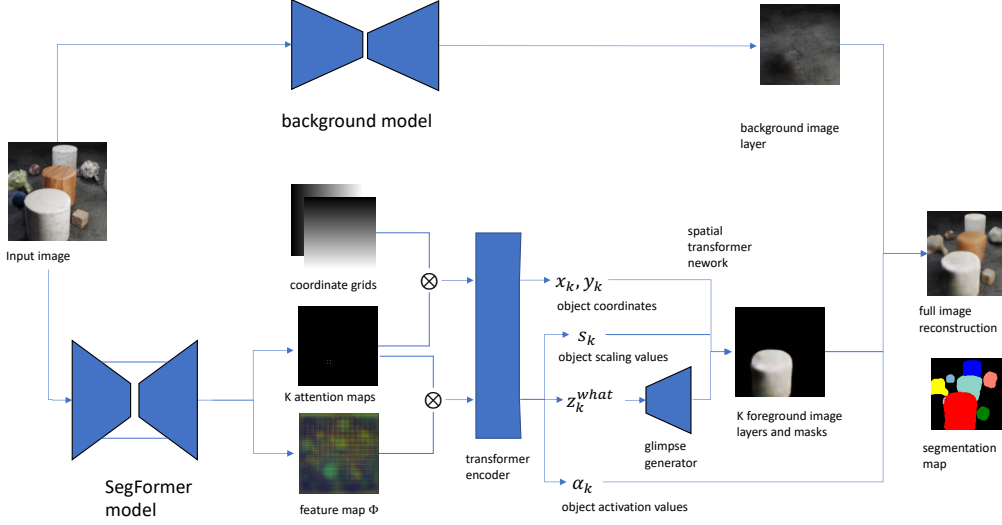 background model
background image
layer
Input image
coordinate grids
spatial
transformer
nework
x_k, y_k
object coordinates
full image
reconstruction
s_k
object scaling values
K attention maps
z_k^{what}
K foreground image
layers and masks
glimpse
generator
segmentation
map
transformer
encoder
SegFormer
model
feature map Φ
α_k
object activation values